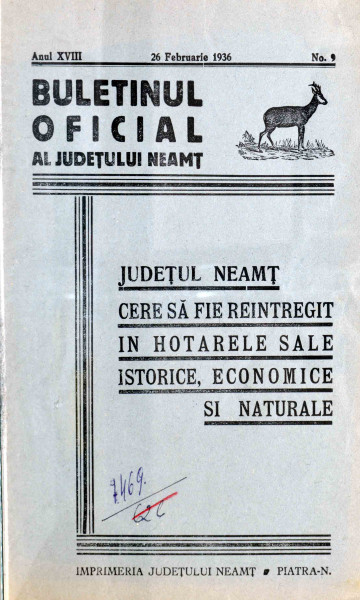 Anul XVIII 26 Februarie 1936 No. 9
BULETINUL
OFICIAL
AL JUDEȚULUI NEAMȚ
JUDEȚUL NEAMȚ
CERE SĂ FIE REINTREGIT
IN HOTARELE SALE
ISTORICE, ECONOMICE
SI NATURALE
7469.
IMPRIMERIA JUDEȚULUI NEAMȚ ▪ PIATRA-N.